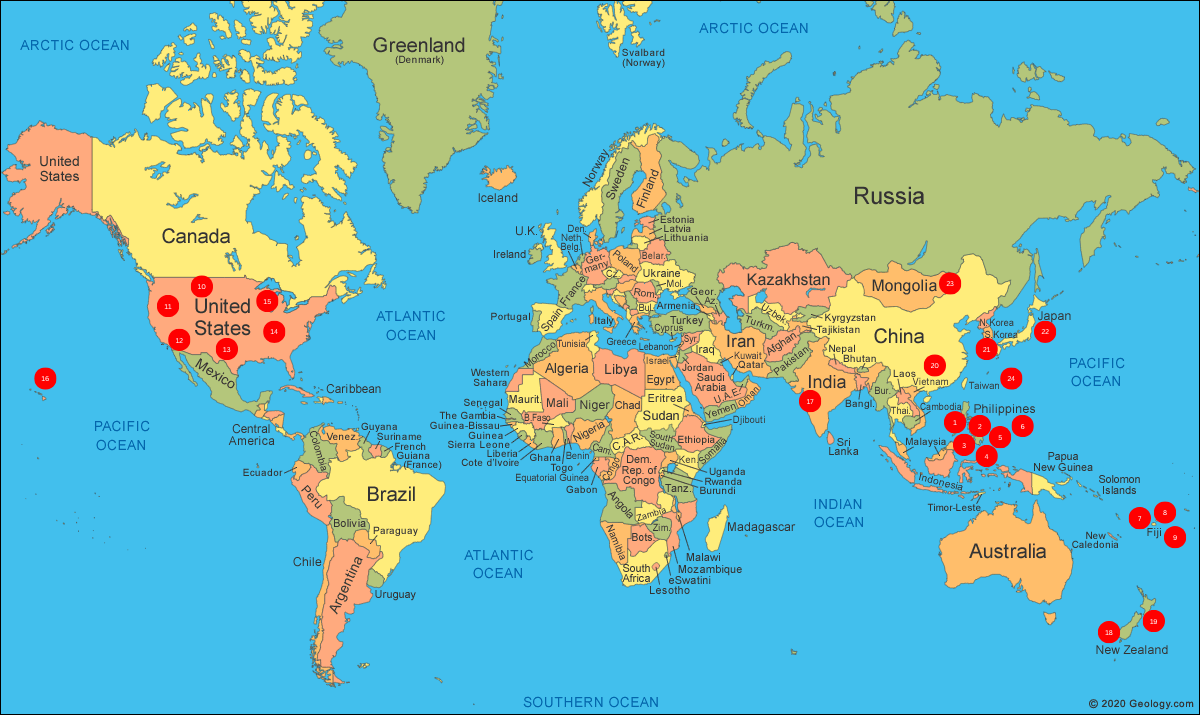 ARCTIC OCEAN
ARCTIC OCEAN
Greenland
(Denmark)
Svalbard
(Norway)
United
States
Iceland
Norway
Sweden
Finland
Russia
Canada
U.K.
Ireland
Den.
Neth.
Belg.
Estonia
Latvia
Lithuania
Belar.
Ger-
many
Poland
Cz.
Ukraine
Mol.
France
Rom.
Bul.
Italy
Spain
Portugal
Greece
Geor.
Az.
Armenia
Turkey
Cyprus
Lebanon
Syr.
Israel
Iraq
Jordan
Kuwait
Qatar
Saudi
Arabia
U.A.E.
Oman
Yemen
Iran
Kazakhstan
Uzbek.
Turkm.
Kyrgyzstan
Tajikistan
Afghan.
Pakistan
Mongolia
China
N. Korea
S. Korea
Japan
Nepal
Bhutan
India
Bangl.
Bur.
Laos
Vietnam
Thai.
Cambodia
Taiwan
Philippines
Sri
Lanka
Malaysia
Indonesia
Timor-Leste
Papua
New Guinea
Solomon
Islands
Fiji
New
Caledonia
Australia
New Zealand
United
States
Mexico
Caribbean
Central
America
ATLANTIC
OCEAN
PACIFIC
OCEAN
PACIFIC
OCEAN
Guyana
Suriname
French
Guiana
(France)
Venez.
Colombia
Ecuador
Peru
Brazil
Bolivia
Paraguay
Chile
Argentina
Uruguay
Morocco
Tunisia
Western
Sahara
Algeria
Libya
Egypt
Maurit.
Mali
Niger
Chad
Sudan
Eritrea
Djibouti
Senegal
The Gambia
Guinea-Bissau
Guinea
Sierra Leone
Liberia
Cote d'Ivoire
B.Faso
Ghana
Togo
Benin
Nigeria
Equatorial Guinea
Gabon
Cam.
C.A.R.
South
Sudan
Ethiopia
Somalia
Ken.
Uganda
Rwanda
Burundi
Congo
Dem.
Rep. of
Congo
Tanz.
Angola
Zambia
Zim.
Namibia
Bots.
South
Africa
Malawi
Mozambique
eSwatini
Lesotho
Madagascar
INDIAN
OCEAN
ATLANTIC
OCEAN
SOUTHERN OCEAN
1
2
3
4
5
6
7
8
9
10
11
12
13
14
15
16
17
18
19
20
21
22
23
24
© 2020 Geology.com